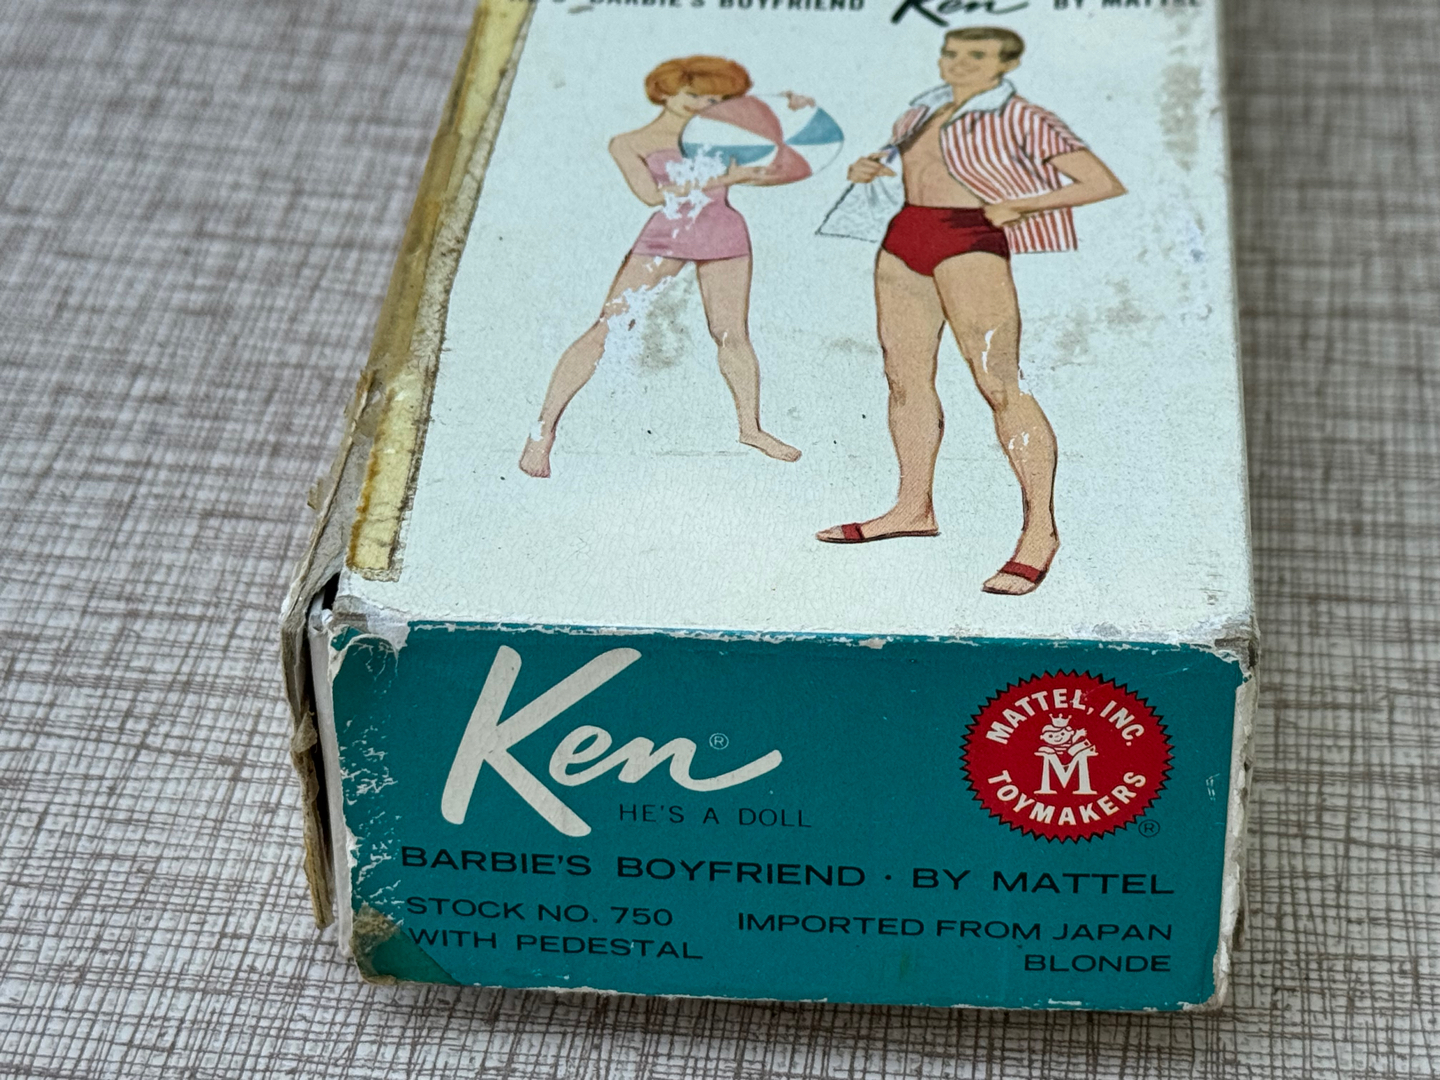 BARBIE'S BOYFRIEND Ken BY MATTEL
Ken®
HE'S A DOLL
BARBIE'S BOYFRIEND · BY MATTEL
STOCK NO. 750
WITH PEDESTAL
IMPORTED FROM JAPAN
BLONDE
MATTEL, INC.
M
TOYMAKERS
®